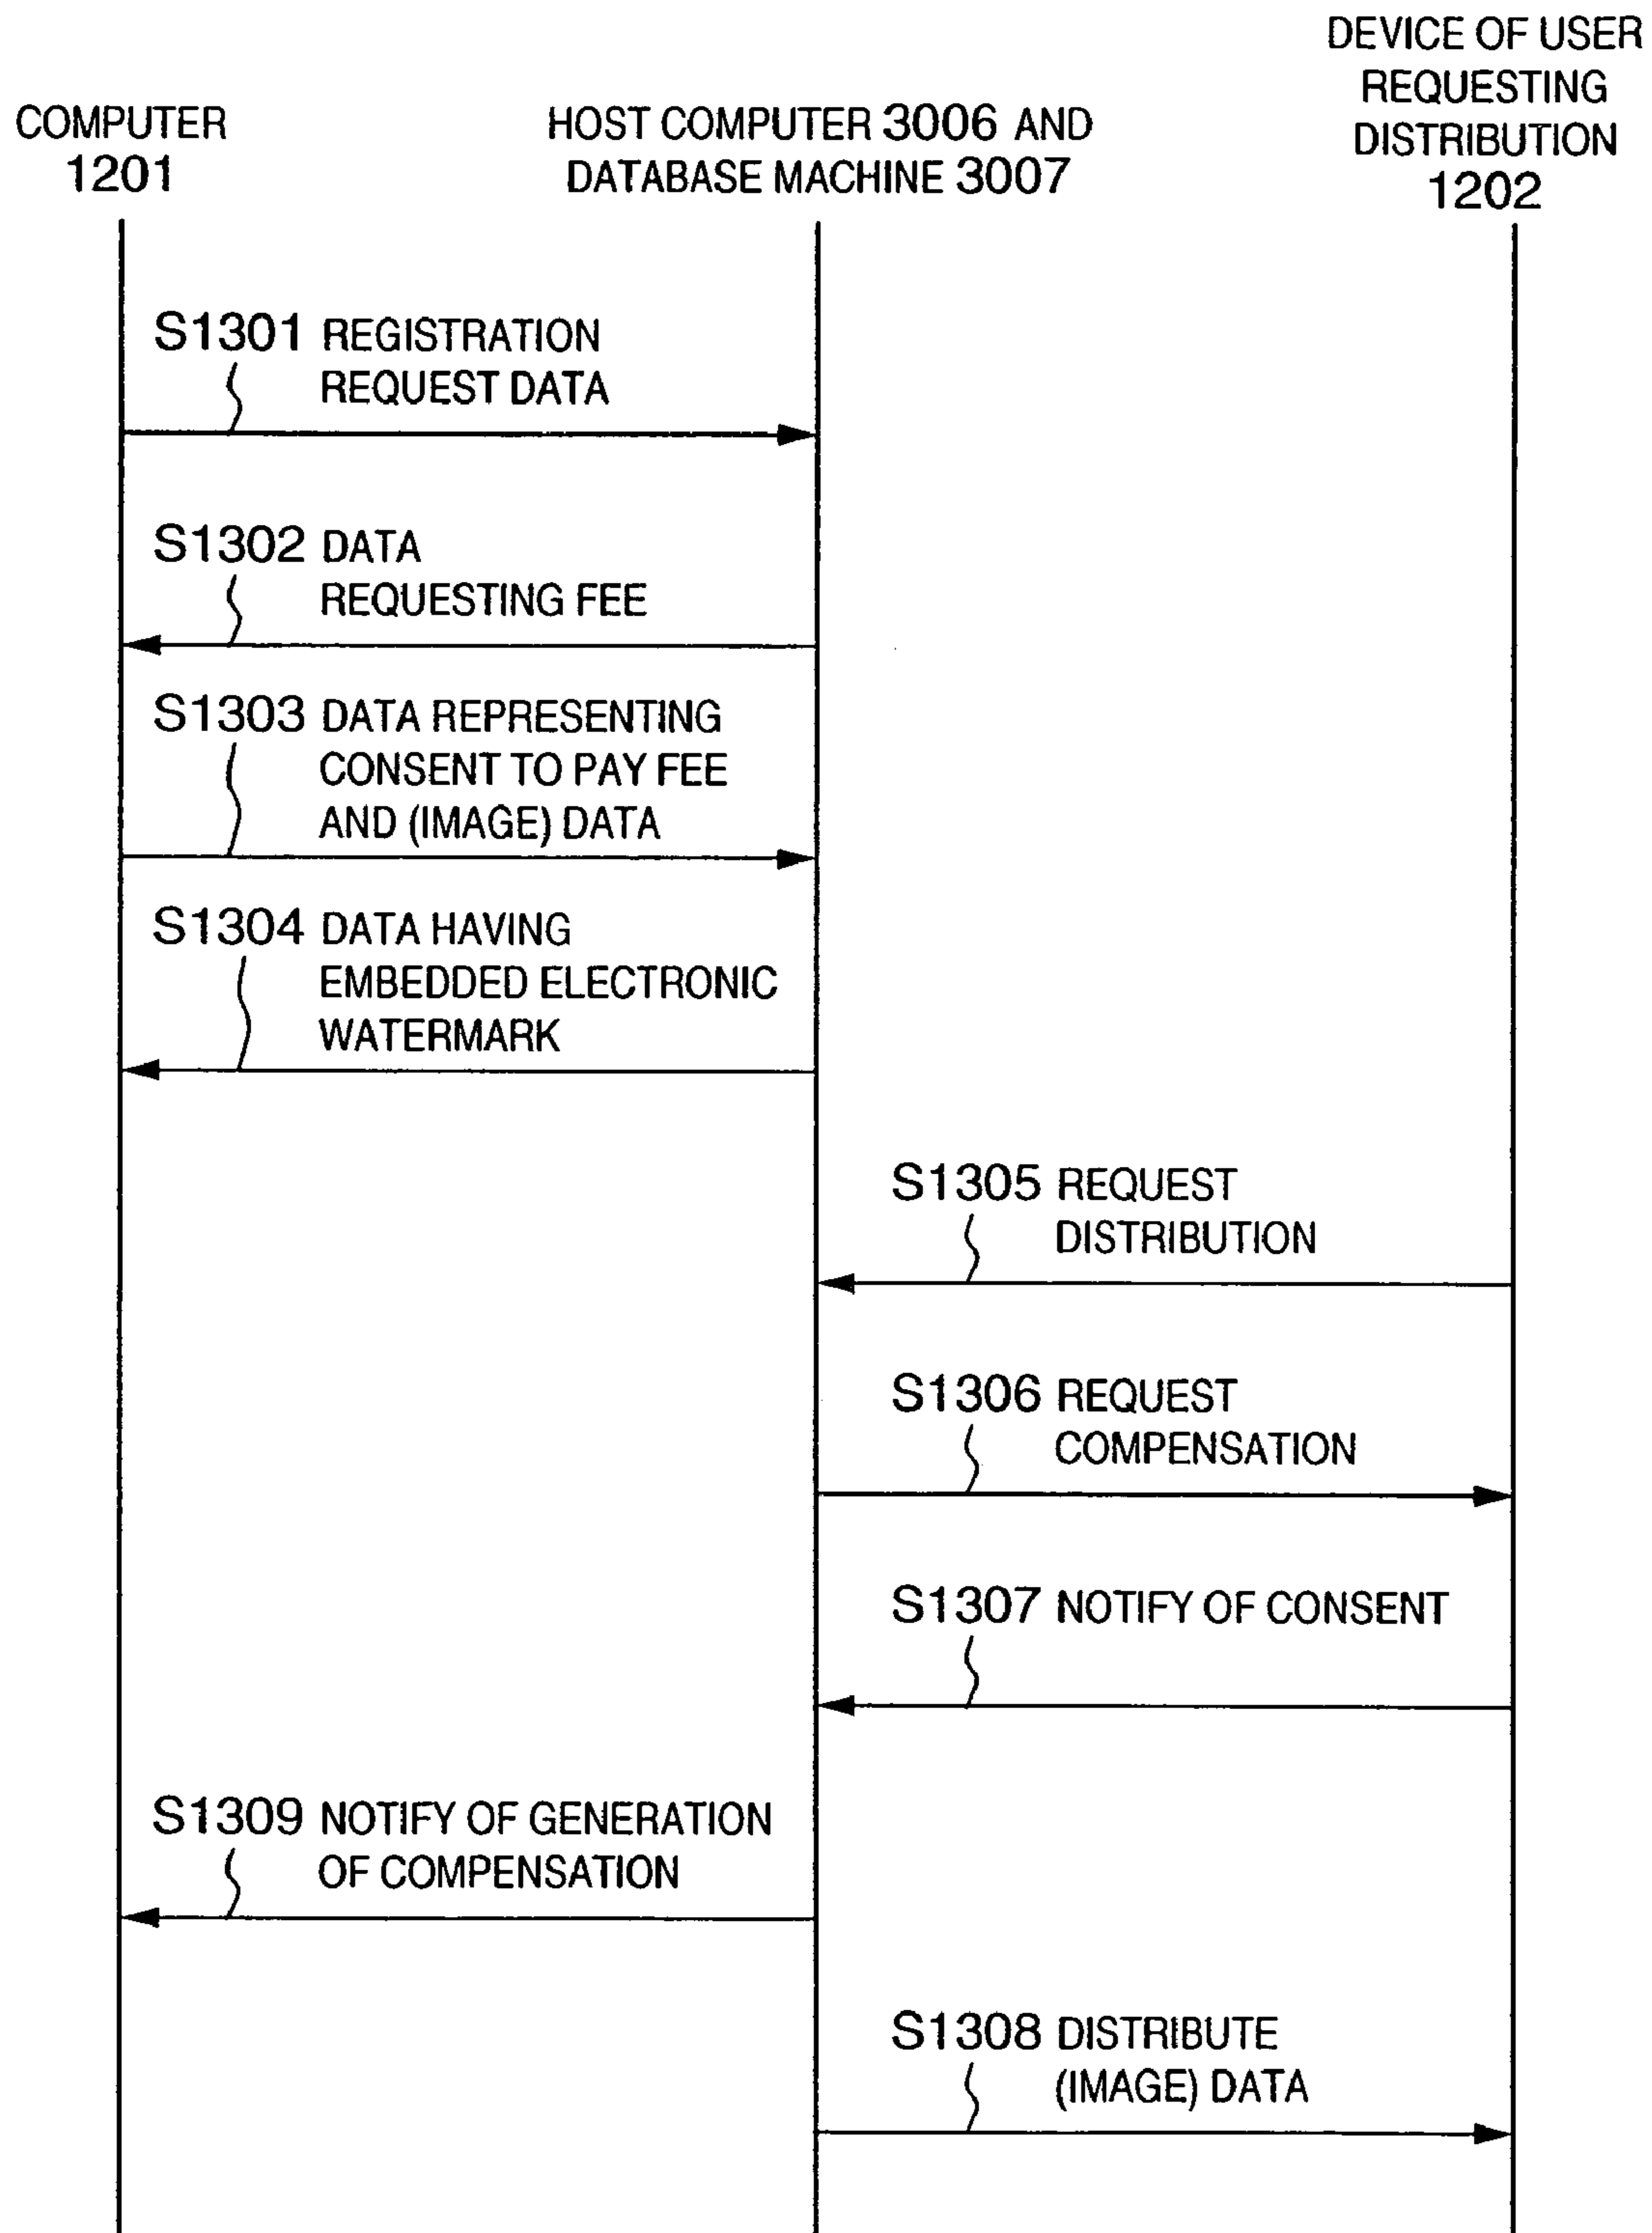 COMPUTER
1201
HOST COMPUTER 3006 AND
DATABASE MACHINE 3007
DEVICE OF USER
REQUESTING
DISTRIBUTION
1202
S1301 REGISTRATION
REQUEST DATA
S1302 DATA
REQUESTING FEE
S1303 DATA REPRESENTING
CONSENT TO PAY FEE
AND (IMAGE) DATA
S1304 DATA HAVING
EMBEDDED ELECTRONIC
WATERMARK
S1305 REQUEST
DISTRIBUTION
S1306 REQUEST
COMPENSATION
S1307 NOTIFY OF CONSENT
S1309 NOTIFY OF GENERATION
OF COMPENSATION
S1308 DISTRIBUTE
(IMAGE) DATA